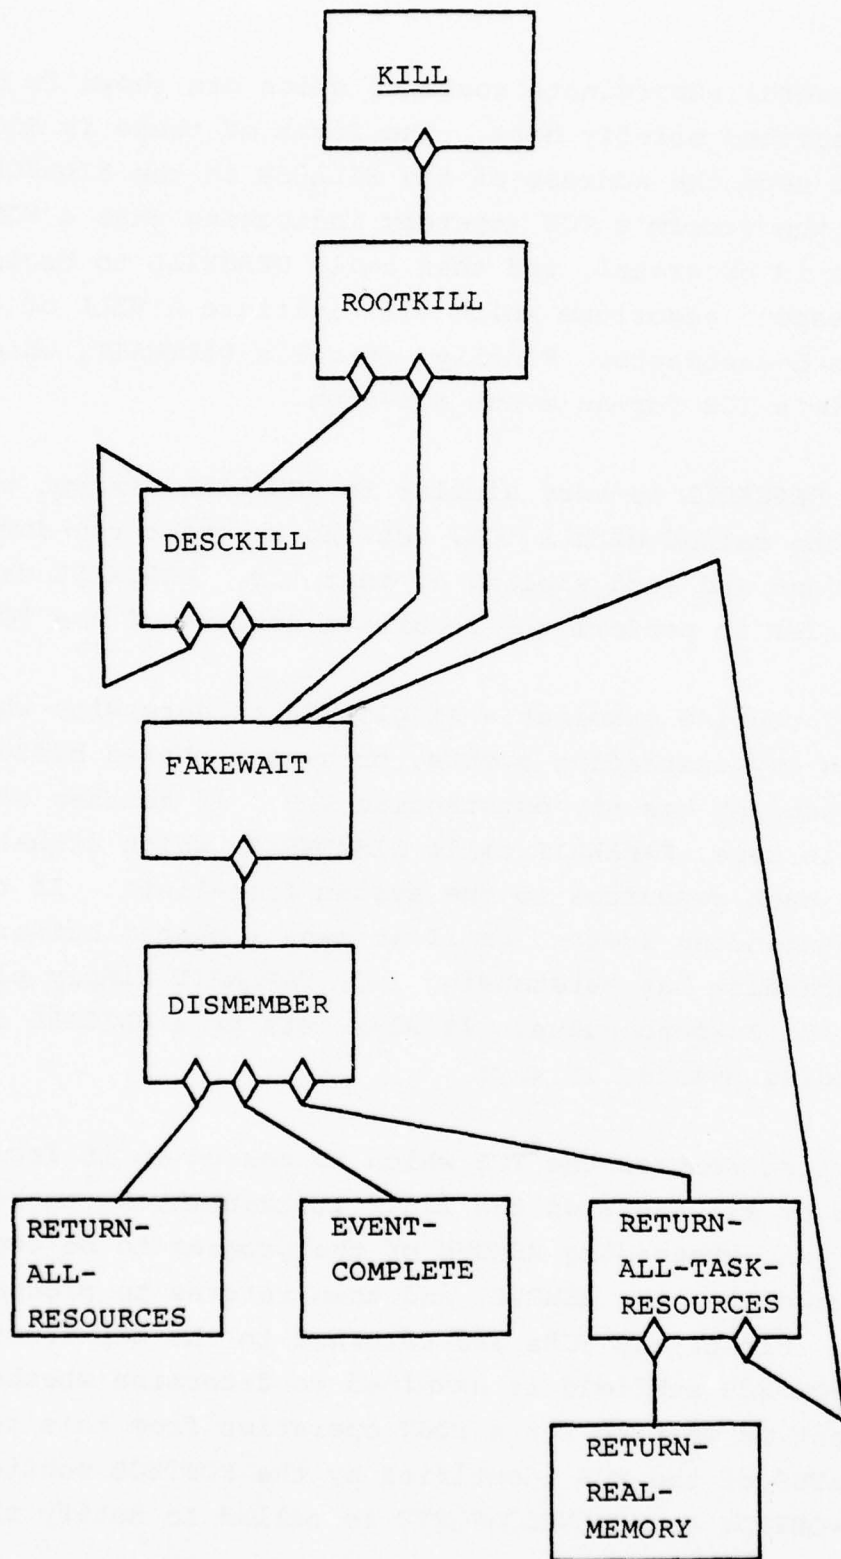 KILL
ROOTKILL
DESCKILL
FAKEWAIT
DISMEMBER
RETURN-
ALL-
RESOURCES
EVENT-
COMPLETE
RETURN-
ALL-TASK-
RESOURCES
RETURN-
REAL-
MEMORY